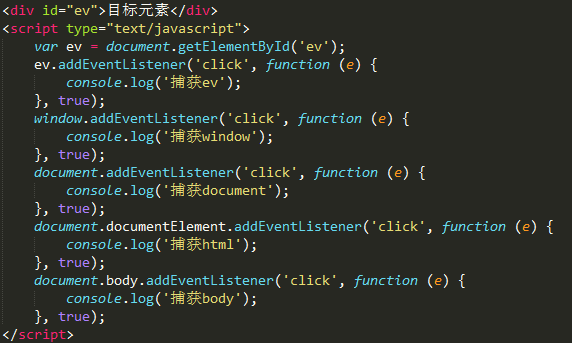 <div id="ev">目标元素</div>
<script type="text/javascript">
    var ev = document.getElementById('ev');
    ev.addEventListener('click', function (e) {
        console.log('捕获ev');
    }, true);
    window.addEventListener('click', function (e) {
        console.log('捕获window');
    }, true);
    document.addEventListener('click', function (e) {
        console.log('捕获document');
    }, true);
    document.documentElement.addEventListener('click', function (e) {
        console.log('捕获html');
    }, true);
    document.body.addEventListener('click', function (e) {
        console.log('捕获body');
    }, true);
</script>